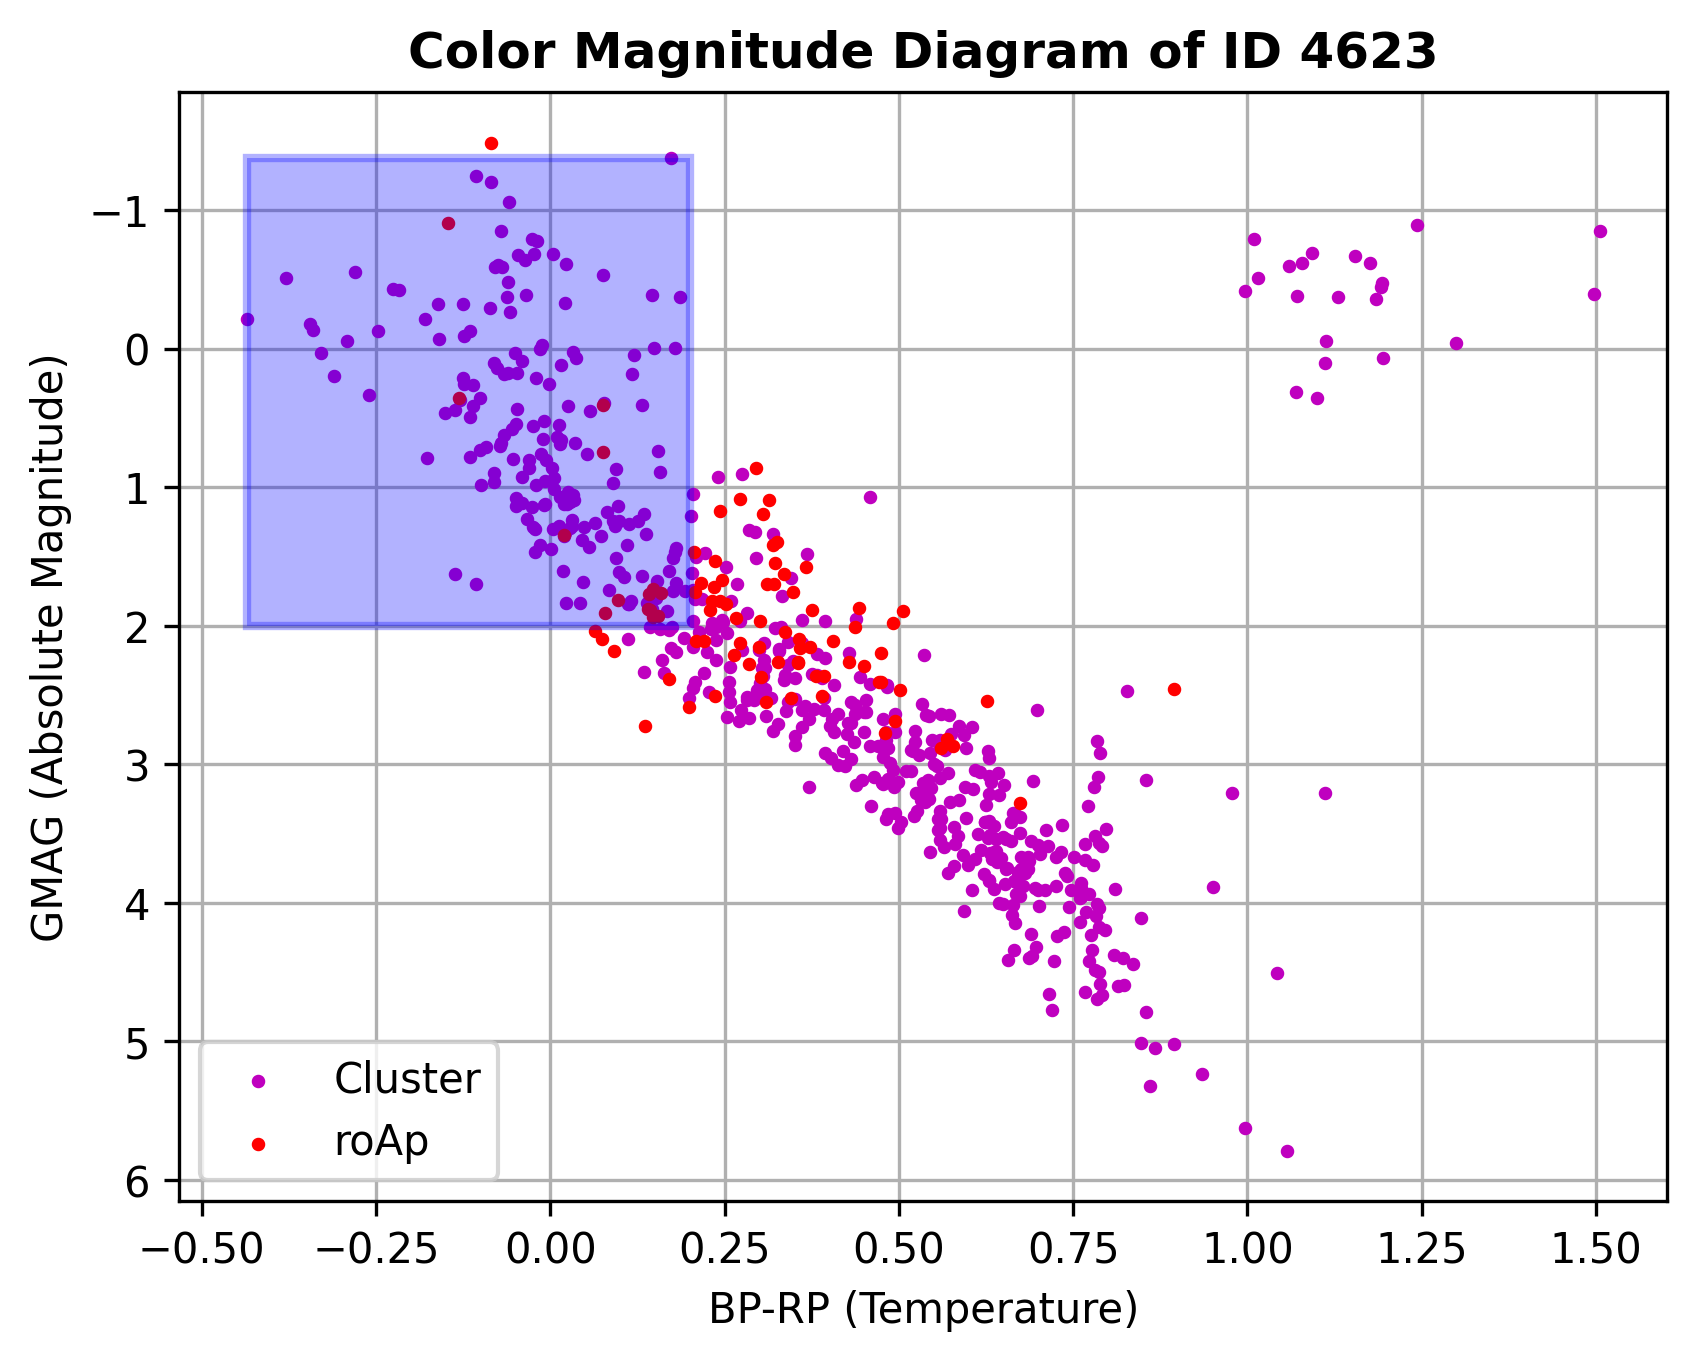 Color Magnitude Diagram of ID 4623
GMAG (Absolute Magnitude)
−1
0
1
2
3
4
5
6
Cluster
roAp
−0.50 −0.25 0.00 0.25 0.50 0.75 1.00 1.25 1.50
BP-RP (Temperature)